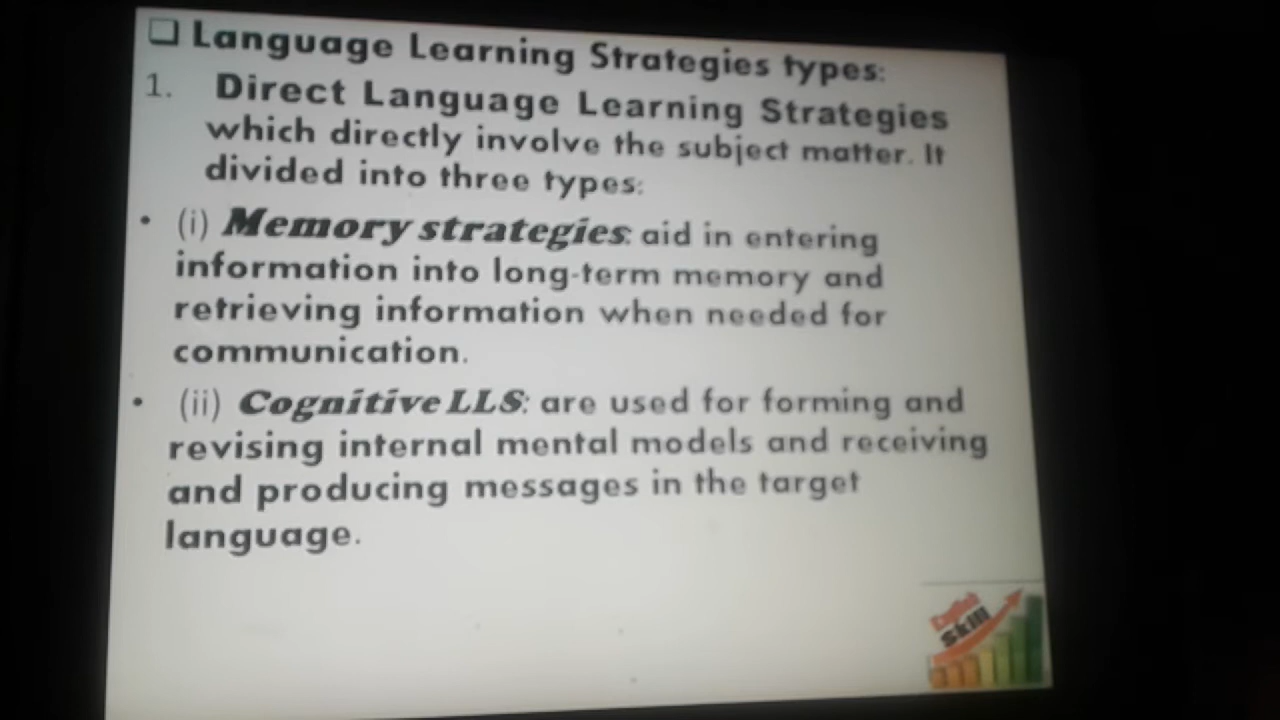 ❑ Language Learning Strategies types:
1. Direct Language Learning Strategies
which directly involve the subject matter. It
divided into three types:
• (i) Memory strategies: aid in entering
information into long-term memory and
retrieving information when needed for
communication.
• (ii) Cognitive LLS: are used for forming and
revising internal mental models and receiving
and producing messages in the target
language.
English
Skill